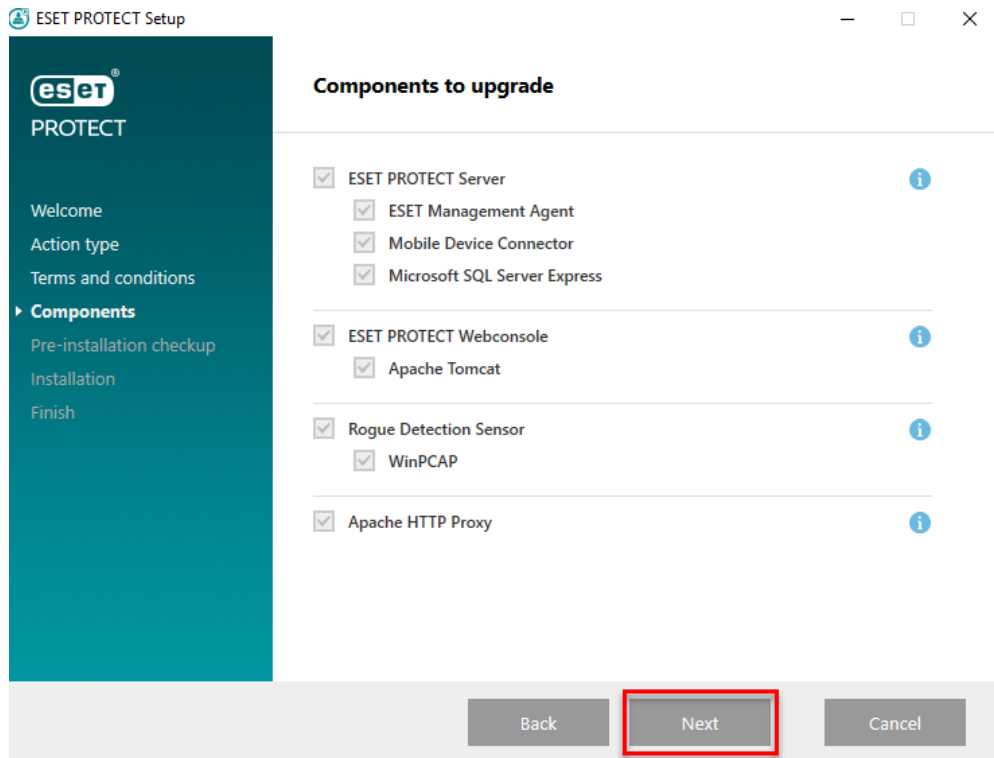 ESET PROTECT Setup
eset®
PROTECT
Welcome
Action type
Terms and conditions
Components
Pre-installation checkup
Installation
Finish
Components to upgrade
ESET PROTECT Server
ESET Management Agent
Mobile Device Connector
Microsoft SQL Server Express
ESET PROTECT Webconsole
Apache Tomcat
Rogue Detection Sensor
WinPCAP
Apache HTTP Proxy
Back Next Cancel